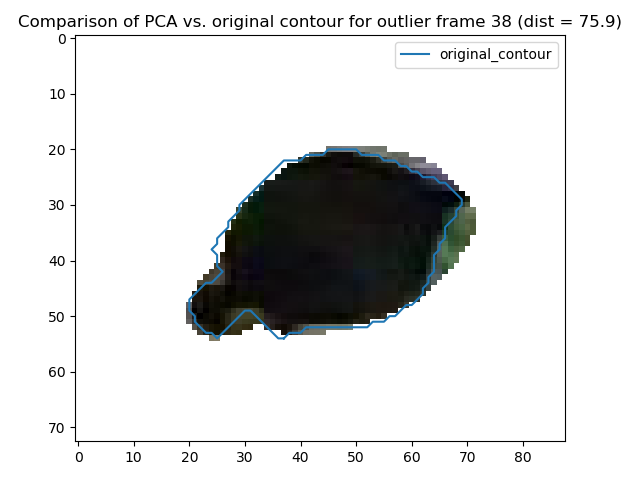 Comparison of PCA vs. original contour for outlier frame 38 (dist = 75.9)
original_contour
0
10
20
30
40
50
60
70
0 10 20 30 40 50 60 70 80